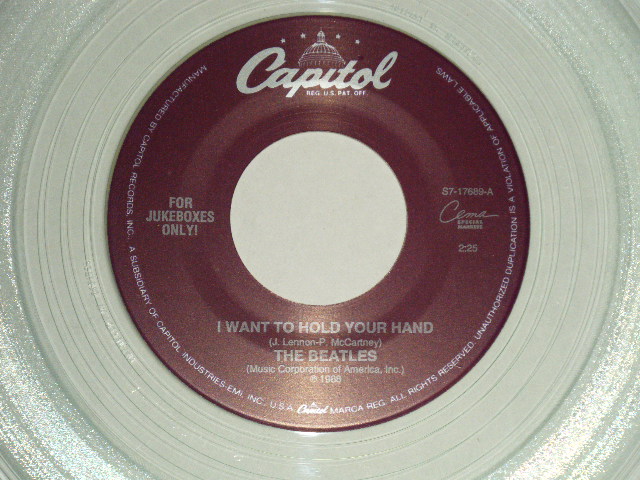 Capitol
REG. U.S. PAT. OFF.
FOR
JUKEBOXES
ONLY!
S7-17689-A
Cema
SPECIAL
MARKETS
2:25
I WANT TO HOLD YOUR HAND
(J. Lennon-P. McCartney)
THE BEATLES
(Music Corporation of America, Inc.)
MANUFACTURED BY CAPITOL RECORDS, INC., A SUBSIDIARY OF CAPITOL INDUSTRIES-EMI, INC., U.S.A. Capitol MARCA REG. ALL RIGHTS RESERVED. UNAUTHORIZED DUPLICATION IS A VIOLATION OF APPLICABLE LAWS